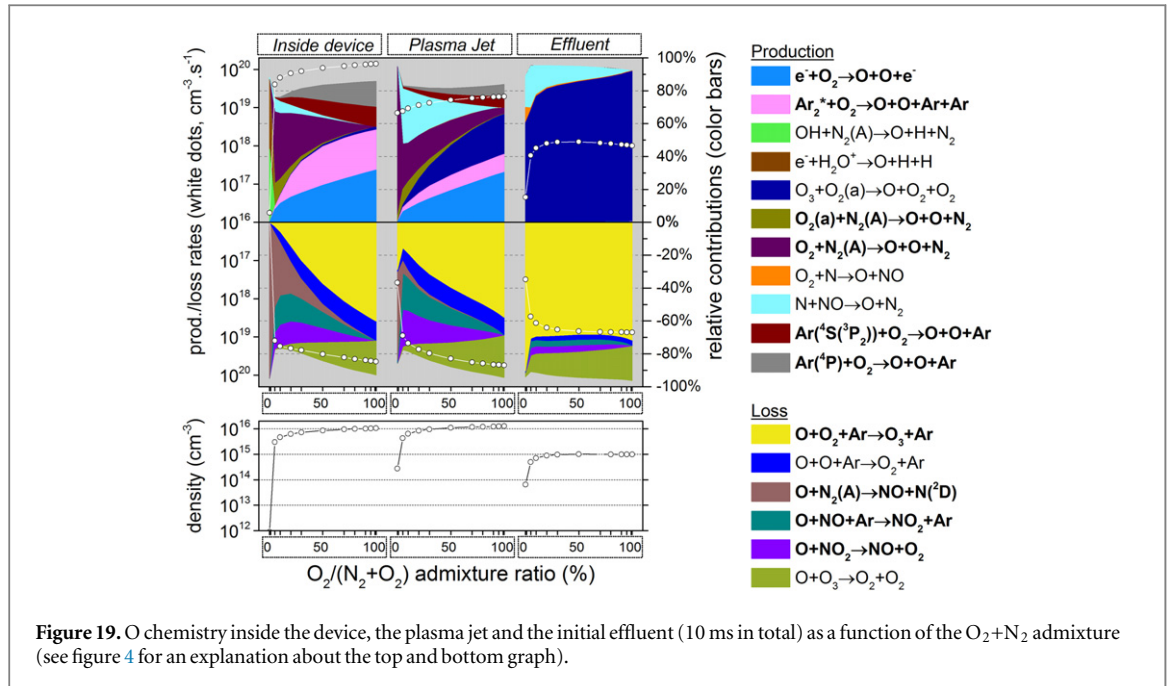 Inside device Plasma Jet Effluent
prod./loss rates (white dots, cm⁻³.s⁻¹)
10²⁰
10¹⁹
10¹⁸
10¹⁷
10¹⁶
10¹⁷
10¹⁸
10¹⁹
10²⁰
100%
80%
60%
40%
20%
0%
-20%
-40%
-60%
-80%
-100%
relative contributions (color bars)
0 50 100 0 50 100 0 50 100
density (cm⁻³)
10¹⁶
10¹⁵
10¹⁴
10¹³
10¹²
0 50 100 0 50 100 0 50 100
O₂/(N₂+O₂) admixture ratio (%)
Production
e⁻+O₂→O+O+e⁻
Ar₂*+O₂→O+O+Ar+Ar
OH+N₂(A)→O+H+N₂
e⁻+H₂O⁺→O+H+H
O₃+O₂(a)→O+O₂+O₂
O₂(a)+N₂(A)→O+O+N₂
O₂+N₂(A)→O+O+N₂
O₂+N→O+NO
N+NO→O+N₂
Ar(⁴S(³P₂))+O₂→O+O+Ar
Ar(⁴P)+O₂→O+O+Ar
Loss
O+O₂+Ar→O₃+Ar
O+O+Ar→O₂+Ar
O+N₂(A)→NO+N(²D)
O+NO+Ar→NO₂+Ar
O+NO₂→NO+O₂
O+O₃→O₂+O₂
Figure 19. O chemistry inside the device, the plasma jet and the initial effluent (10 ms in total) as a function of the O₂+N₂ admixture
(see figure 4 for an explanation about the top and bottom graph).